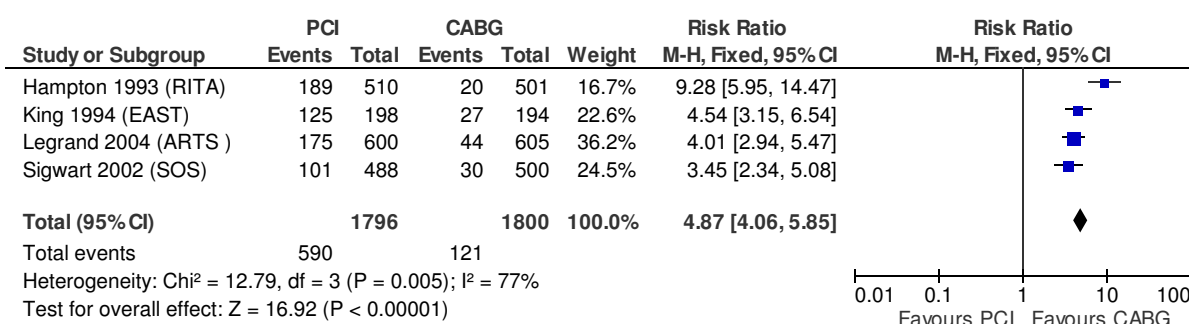 PCI CABG Risk Ratio Risk Ratio
Study or Subgroup Events Total Events Total Weight M-H, Fixed, 95% CI M-H, Fixed, 95% CI
Hampton 1993 (RITA) 189 510 20 501 16.7% 9.28 [5.95, 14.47]
King 1994 (EAST) 125 198 27 194 22.6% 4.54 [3.15, 6.54]
Legrand 2004 (ARTS ) 175 600 44 605 36.2% 4.01 [2.94, 5.47]
Sigwart 2002 (SOS) 101 488 30 500 24.5% 3.45 [2.34, 5.08]
Total (95% CI) 1796 1800 100.0% 4.87 [4.06, 5.85]
Total events 590 121
Heterogeneity: Chi² = 12.79, df = 3 (P = 0.005); I² = 77%
Test for overall effect: Z = 16.92 (P < 0.00001)
0.01 0.1 1 10 100
Favours PCI Favours CABG